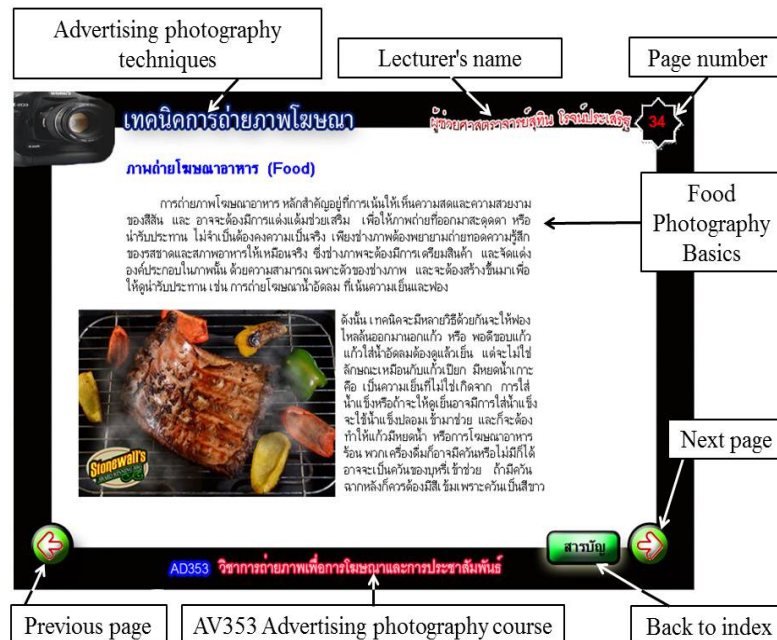 Advertising photography
techniques
Lecturer's name
Page number
เทคนิคการถ่ายภาพโฆษณา
ผู้ช่วยศาสตราจารย์สุทิน โรจน์ประเสริฐ
34
ภาพถ่ายโฆษณาอาหาร (Food)
การถ่ายภาพโฆษณาอาหาร หลักสำคัญอยู่ที่การเน้นให้เห็นความสดและความสวยงาม
ของสีสัน และ อาจจะต้องมีการแต่งแต้มช่วยเสริม เพื่อให้ภาพถ่ายที่ออกมาสะดุดตา หรือ
น่ารับประทาน ไม่จำเป็นต้องคงความเป็นจริง เพียงช่างภาพต้องพยายามถ่ายทอดความรู้สึก
ของรสชาดและสภาพอาหารให้เหมือนจริง ซึ่งช่างภาพจะต้องมีการเตรียมสินค้า และจัดแต่ง
องค์ประกอบในภาพนั้น ด้วยความสามารถเฉพาะตัวของช่างภาพ และจะต้องสร้างขึ้นมาเพื่อ
ให้ดูน่ารับประทาน เช่น การถ่ายโฆษณาน้ำอัดลม ที่เน้นความเย็นและฟอง
Food
Photography
Basics
ดังนั้น เทคนิคจะมีหลายวิธีด้วยกันจะให้ฟอง
ไหลล้นออกมานอกแก้ว หรือ พอดีขอบแก้ว
แก้วใส่น้ำอัดลมต้องดูแล้วเย็น แต่จะไม่ใช่
ลักษณะเหมือนกับแก้วเปียก มีหยดน้ำเกาะ
คือ เป็นความเย็นที่ไม่ใช่เกิดจาก การใส่
น้ำแข็งหรือถ้าจะให้ดูเย็นอาจมีการใส่น้ำแข็ง
จะใช้น้ำแข็งปลอมเข้ามาช่วย และก็จะต้อง
ทำให้แก้วมีหยดน้ำ หรือการโฆษณาอาหาร
ร้อน พวกเครื่องดื่มก็อาจมีควันหรือไม่มีก็ได้
อาจจะเป็นควันของบุหรี่เข้าช่วย ถ้ามีควัน
ฉากหลังก็ควรต้องมีสีเข้มเพราะควันเป็นสีขาว
Stonewall's
Next page
สารบัญ
AD353 วิชาการถ่ายภาพเพื่อการโฆษณาและการประชาสัมพันธ์
Previous page
AV353 Advertising photography course
Back to index